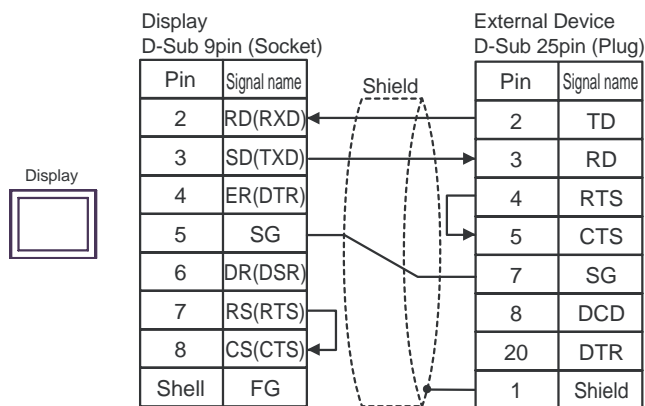 Display
D-Sub 9pin (Socket)
External Device
D-Sub 25pin (Plug)
Display
Shield
Pin Signal name
2 RD(RXD)
3 SD(TXD)
4 ER(DTR)
5 SG
6 DR(DSR)
7 RS(RTS)
8 CS(CTS)
Shell FG
Pin Signal name
2 TD
3 RD
4 RTS
5 CTS
7 SG
8 DCD
20 DTR
1 Shield